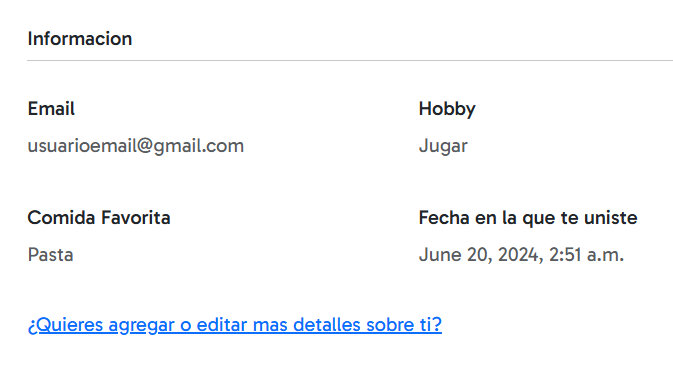 Informacion
Email
Hobby
usuarioemail@gmail.com
Jugar
Comida Favorita
Fecha en la que te uniste
Pasta
June 20, 2024, 2:51 a.m.
¿Quieres agregar o editar mas detalles sobre ti?